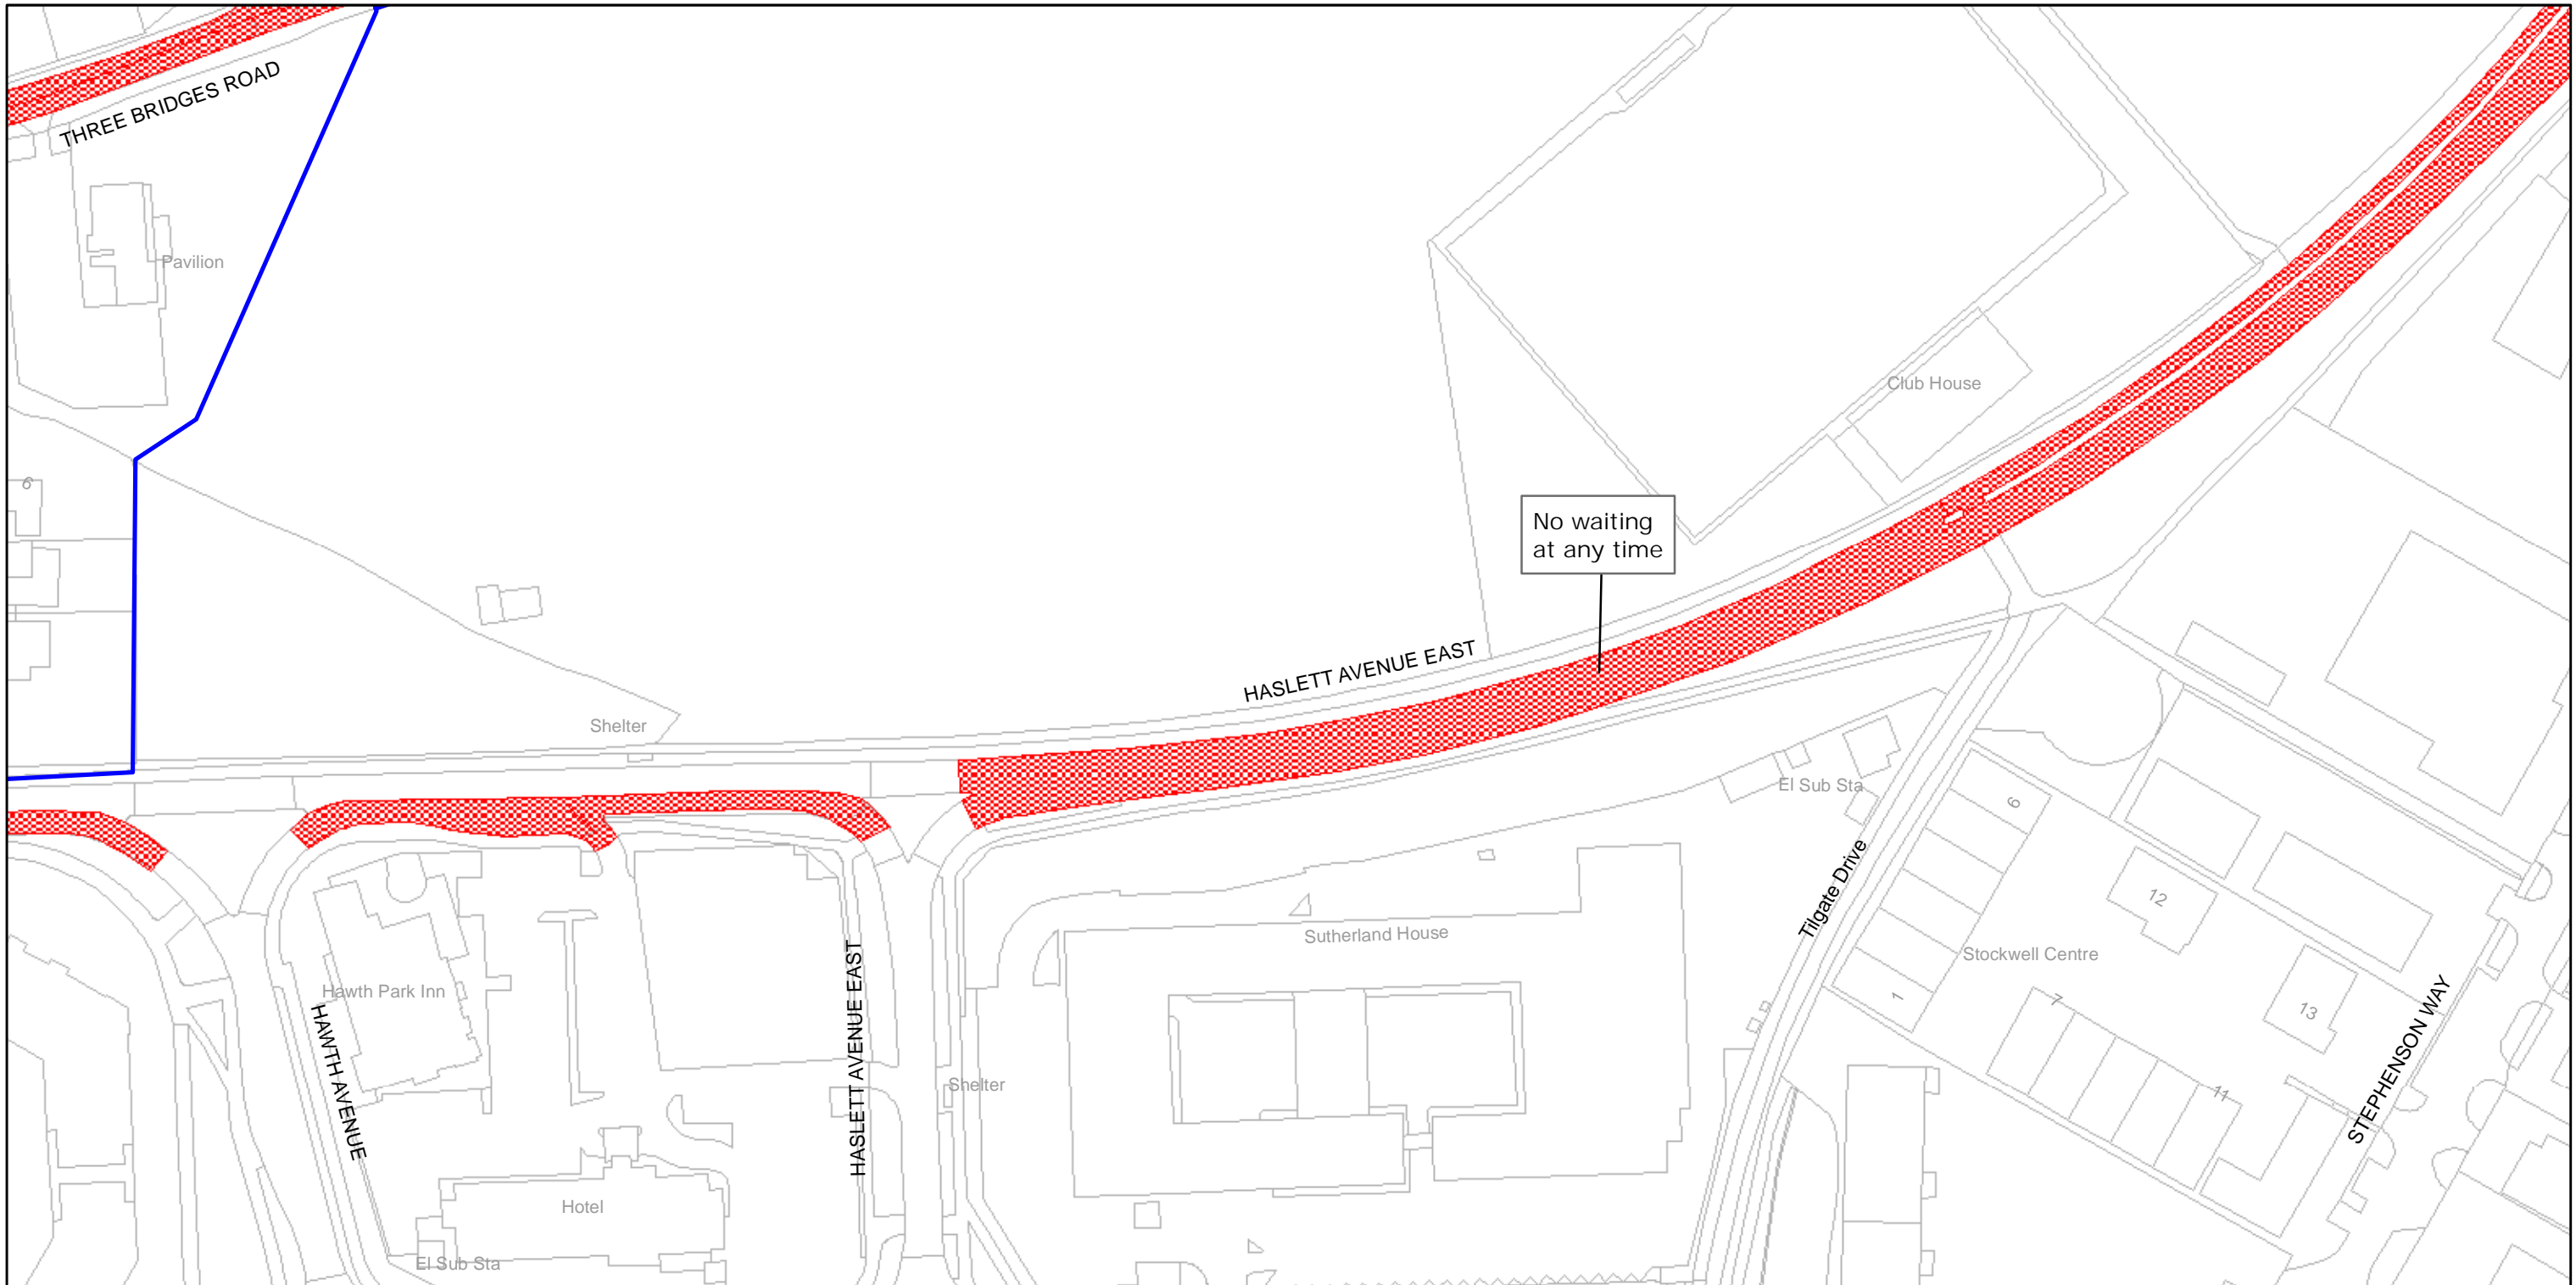 THREE BRIDGES ROAD
Pavilion
Club House
6
No waiting
at any time
HASLETT AVENUE EAST
Shelter
El Sub Sta
6
Tilgate Drive
12
Sutherland House
Stockwell Centre
Hawth Park Inn
1
7
13
HAWTH AVENUE
HASLETT AVENUE EAST
Shelter
11
STEPHENSON WAY
Hotel
El Sub Sta